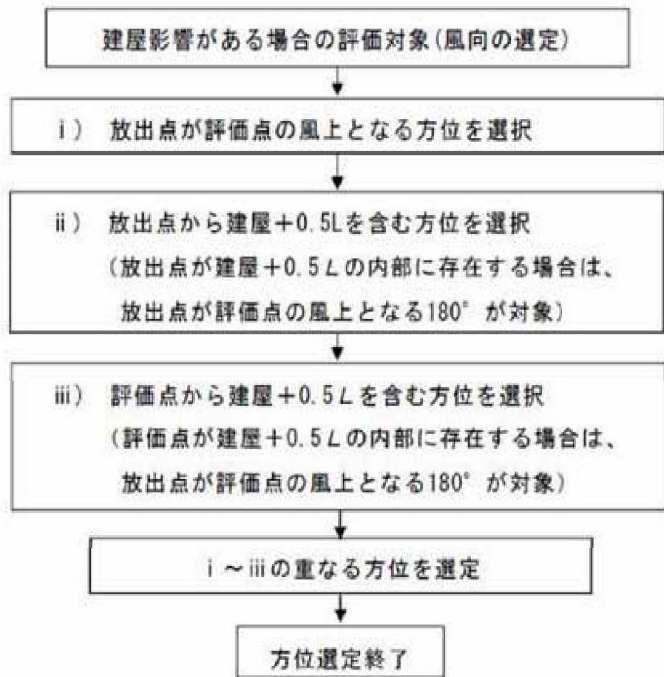 建屋影響がある場合の評価対象(風向の選定)
ⅰ) 放出点が評価点の風上となる方位を選択
ⅱ) 放出点から建屋+0.5Lを含む方位を選択
(放出点が建屋+0.5Lの内部に存在する場合は、
放出点が評価点の風上となる180°が対象)
ⅲ) 評価点から建屋+0.5Lを含む方位を選択
(評価点が建屋+0.5Lの内部に存在する場合は、
放出点が評価点の風上となる180°が対象)
ⅰ~ⅲの重なる方位を選定
方位選定終了